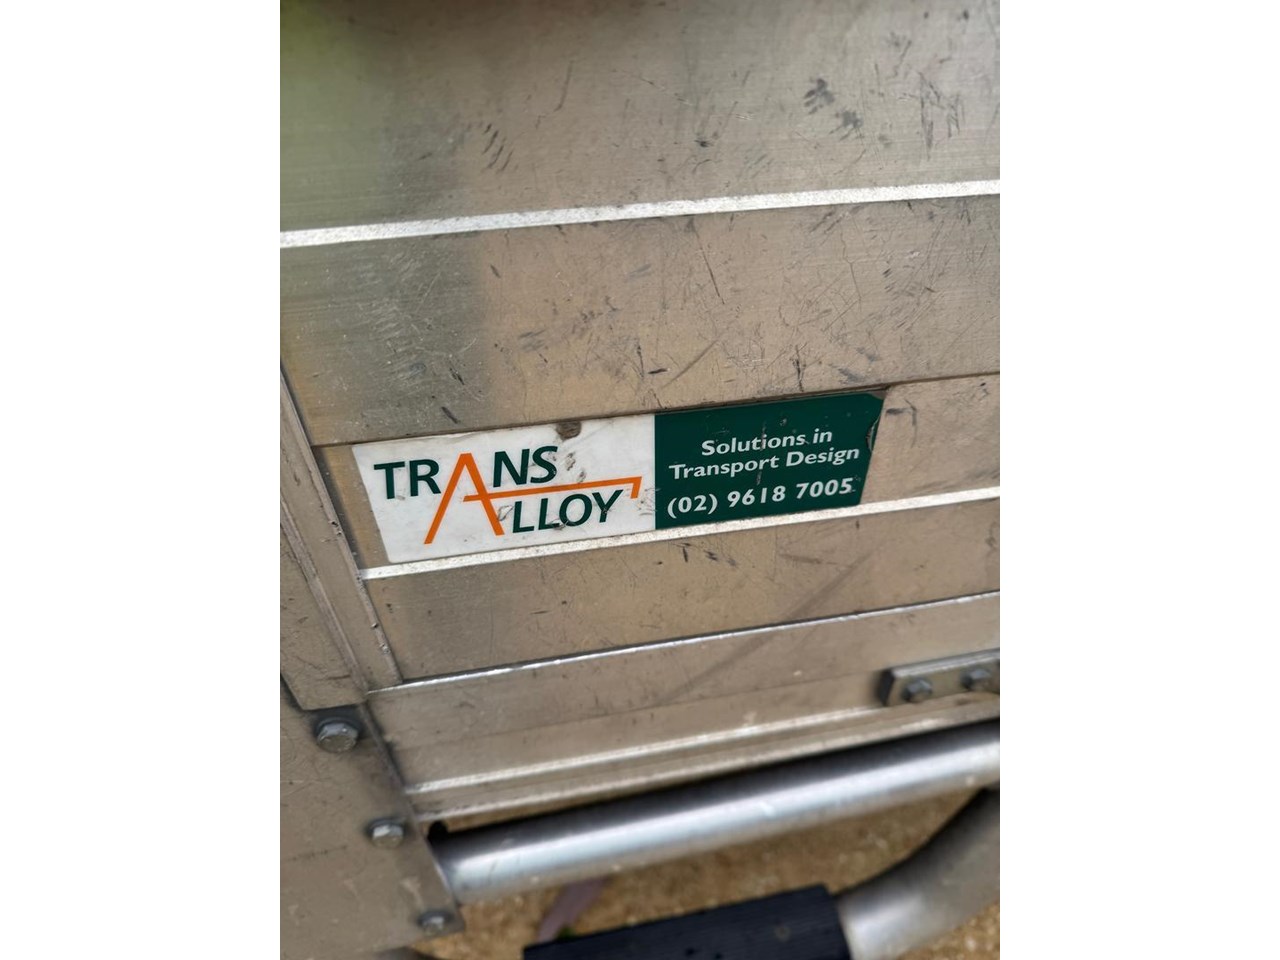 TRANS
ALLOY
Solutions in
Transport Design
(02) 9618 7005